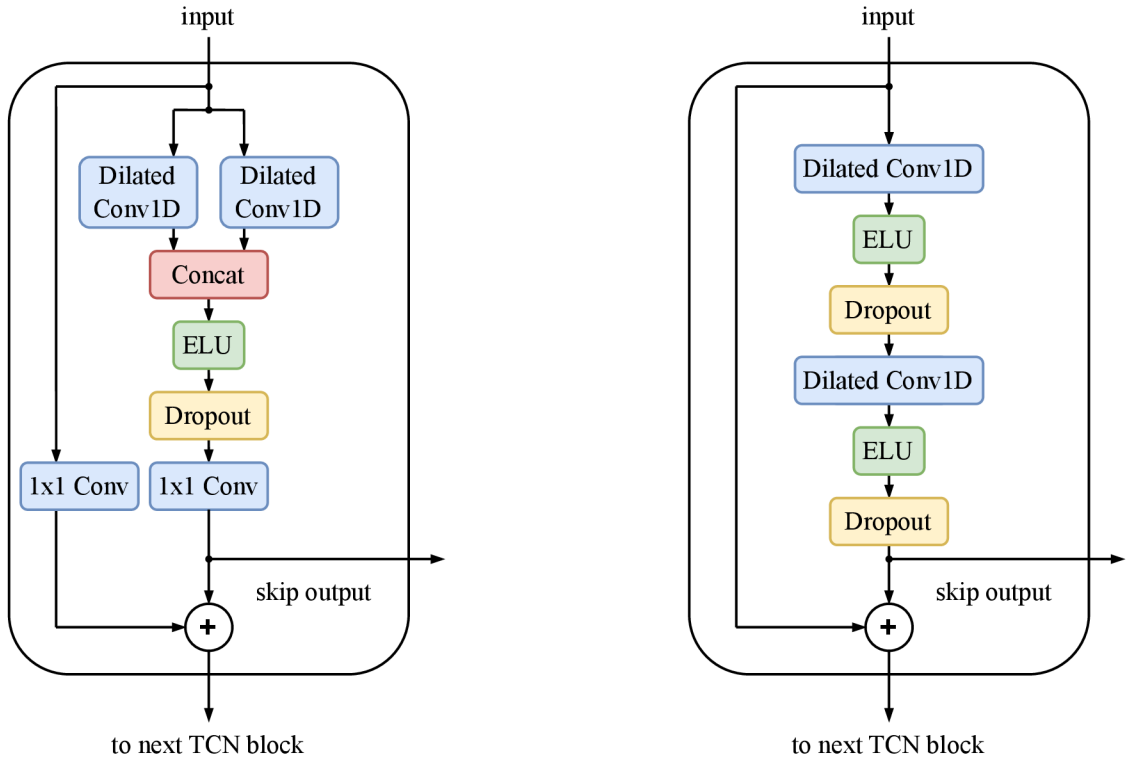 input
Dilated
Conv1D
Dilated
Conv1D
Concat
ELU
Dropout
1x1 Conv
1x1 Conv
skip output
+
to next TCN block
input
Dilated Conv1D
ELU
Dropout
Dilated Conv1D
ELU
Dropout
skip output
+
to next TCN block